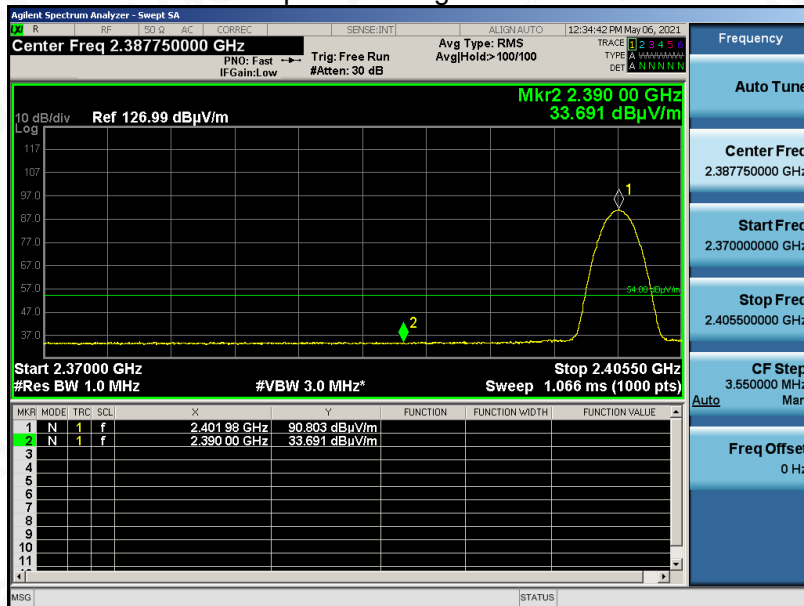 Agilent Spectrum Analyzer - Swept SA
LXI R RF 50 Ω AC CORREC SENSE:INT ALIGN AUTO 12:34:42 PM May 06, 2021
Center Freq 2.387750000 GHz
PNO: Fast
IFGain:Low
Trig: Free Run
#Atten: 30 dB
Avg Type: RMS
Avg|Hold:>100/100
TRACE 1 2 3 4 5 6
TYPE A WWWWW
DET A N N N N N
Mkr2 2.390 00 GHz
33.691 dBµV/m
10 dB/div Ref 126.99 dBµV/m
Log
117
107
97.0
87.0
77.0
67.0
57.0
47.0
37.0
1
2
54.00 dBµV/m
Start 2.37000 GHz Stop 2.40550 GHz
#Res BW 1.0 MHz #VBW 3.0 MHz* Sweep 1.066 ms (1000 pts)
MKR MODE TRC SCL X Y FUNCTION FUNCTION WIDTH FUNCTION VALUE
1 N 1 f 2.401 98 GHz 90.803 dBµV/m
2 N 1 f 2.390 00 GHz 33.691 dBµV/m
3
4
5
6
7
8
9
10
11
MSG STATUS
Frequency
Auto Tune
Center Freq
2.387750000 GHz
Start Freq
2.370000000 GHz
Stop Freq
2.405500000 GHz
CF Step
3.550000 MHz
Auto Man
Freq Offset
0 Hz